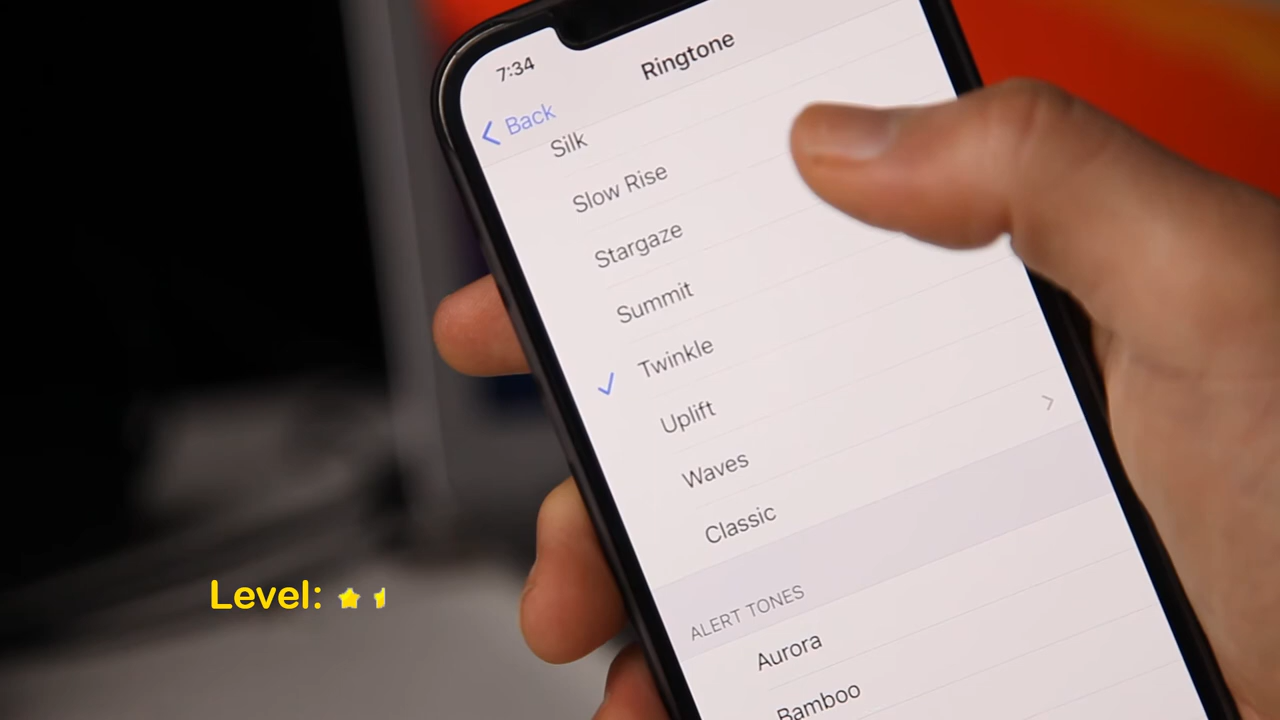 7:34
Ringtone
Back
Silk
Slow Rise
Stargaze
Summit
Twinkle
Uplift
Waves
Classic
ALERT TONES
Aurora
Bamboo
Level: